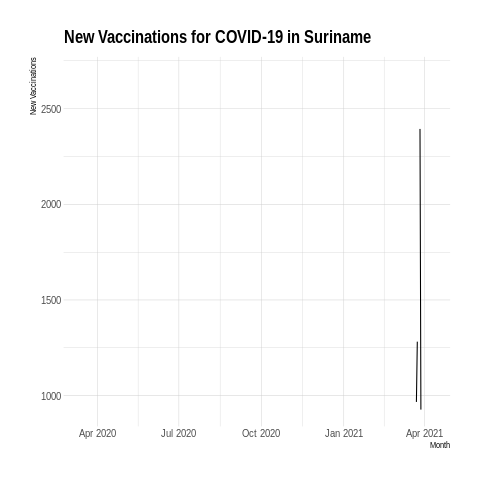 New Vaccinations for COVID-19 in Suriname
New Vaccinations
2500
2000
1500
1000
Apr 2020 Jul 2020 Oct 2020 Jan 2021 Apr 2021
Month